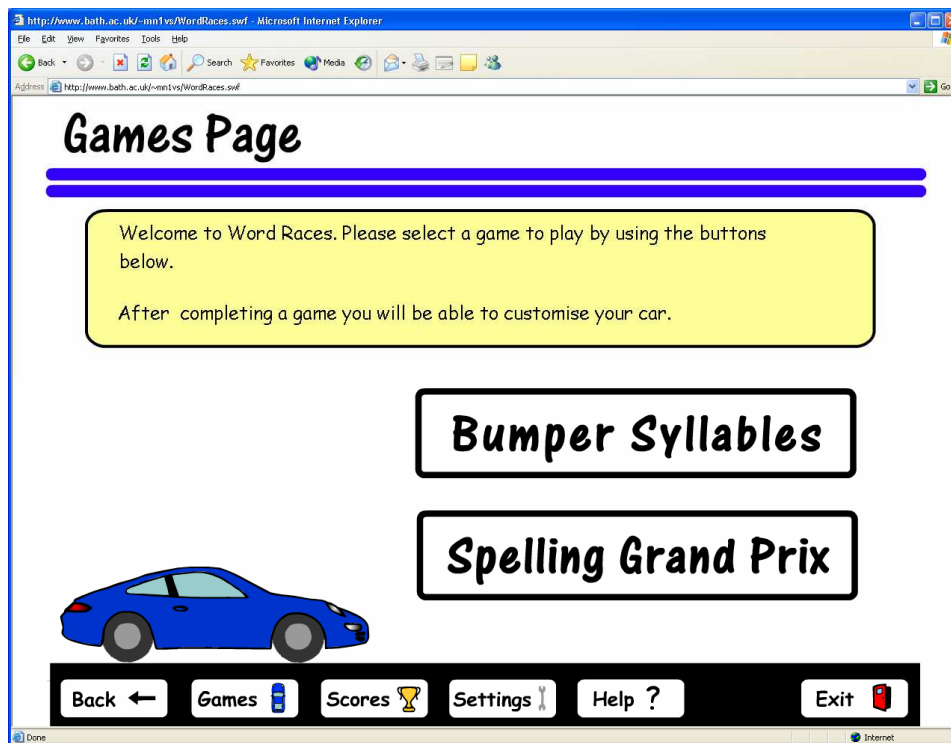 http://www.bath.ac.uk/~mn1vs/WordRaces.swf - Microsoft Internet Explorer
File Edit View Favorites Tools Help
Back Search Favorites Media
Address http://www.bath.ac.uk/~mn1vs/WordRaces.swf Go
Games Page
Welcome to Word Races. Please select a game to play by using the buttons
below.
After completing a game you will be able to customise your car.
Bumper Syllables
Spelling Grand Prix
Back Games Scores Settings Help ? Exit
Done Internet